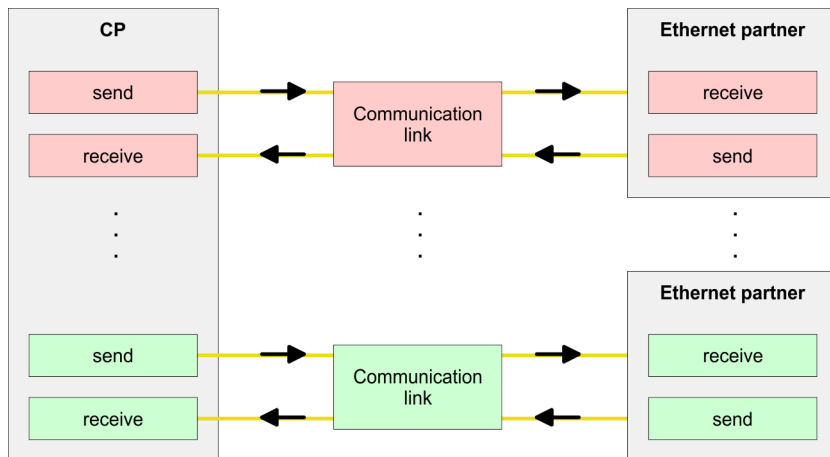 CP
Ethernet partner
send
receive
Communication
link
receive
send
Ethernet partner
send
receive
Communication
link
receive
send